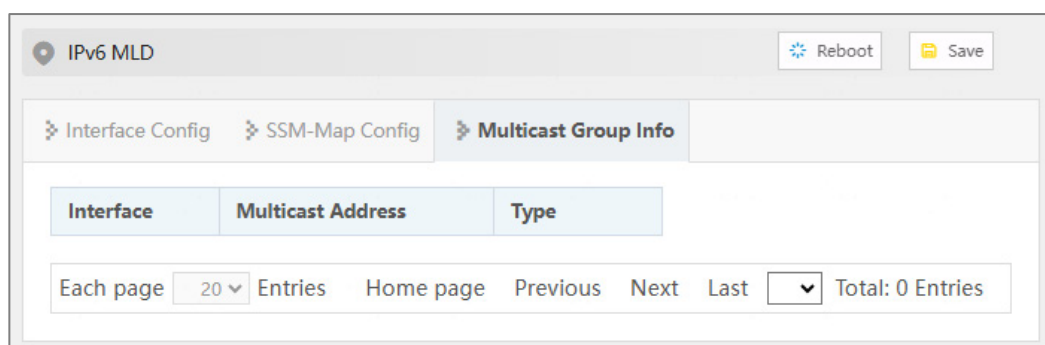 IPv6 MLD Reboot Save
Interface Config SSM-Map Config Multicast Group Info
Interface Multicast Address Type
Each page 20 Entries Home page Previous Next Last Total: 0 Entries